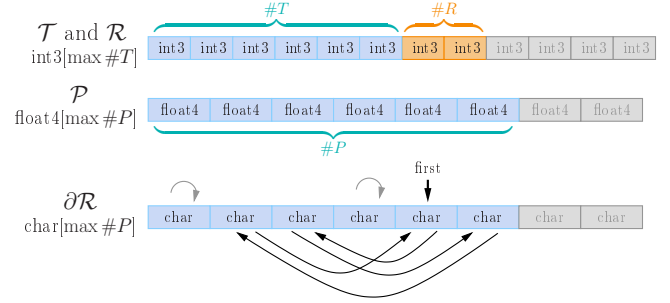 #T #R
𝒯 and ℛ
int3[max #T]
int3 int3 int3 int3 int3 int3 int3 int3 int3 int3 int3 int3
𝒫
float4[max #P]
float4 float4 float4 float4 float4 float4 float4 float4
#P
first
∂ℛ
char[max #P]
char char char char char char char char